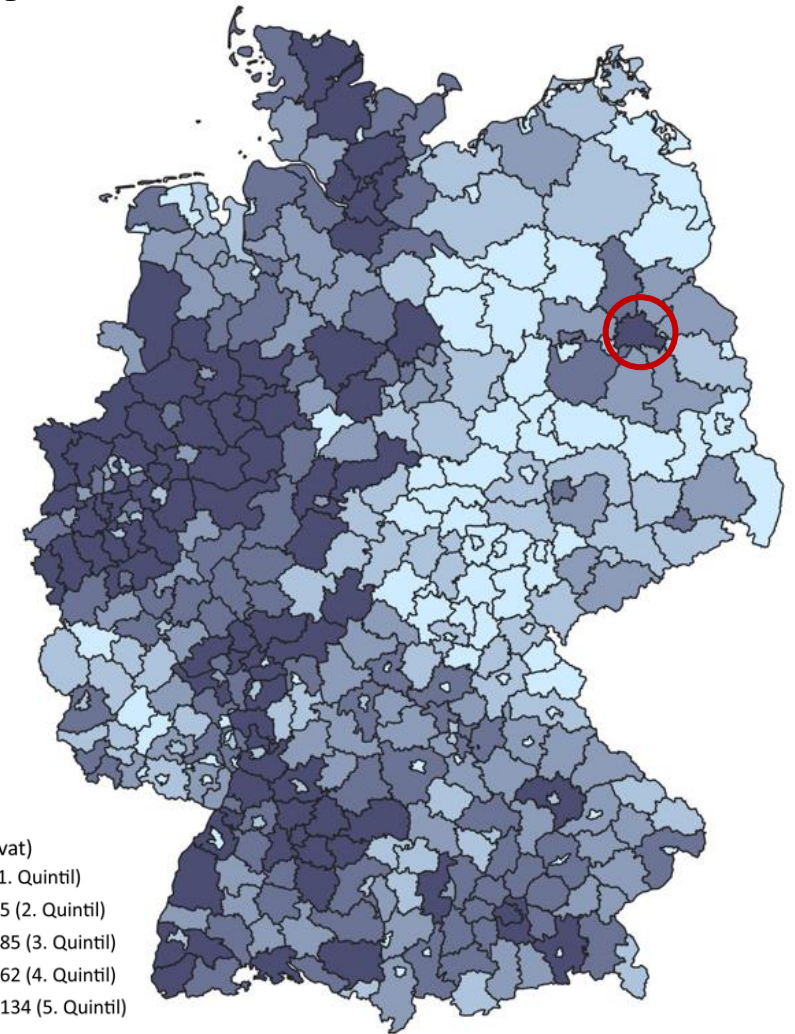 vat)
1. Quintil)
5 (2. Quintil)
85 (3. Quintil)
62 (4. Quintil)
134 (5. Quintil)